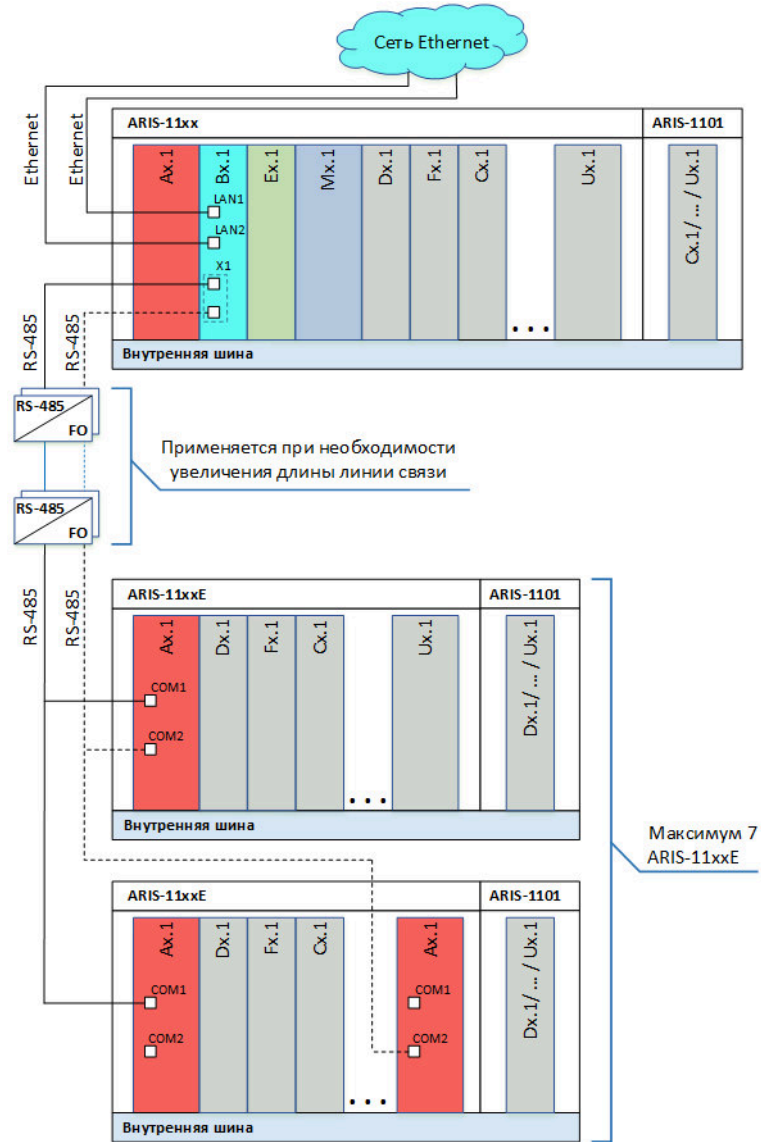 Сеть Ethernet
Ethernet
Ethernet
ARIS-11xx
ARIS-1101
Ax.1
Bx.1
Ex.1
Mx.1
Dx.1
Fx.1
Cx.1
Ux.1
Cx.1/ ... / Ux.1
LAN1
LAN2
X1
...
Внутренняя шина
RS-485
RS-485
RS-485
FO
Применяется при необходимости
увеличения длины линии связи
RS-485
FO
RS-485
RS-485
ARIS-11xxE
ARIS-1101
Ax.1
Dx.1
Fx.1
Cx.1
Ux.1
Dx.1/ ... / Ux.1
COM1
COM2
...
Внутренняя шина
Максимум 7
ARIS-11xxE
ARIS-11xxE
ARIS-1101
Ax.1
Dx.1
Fx.1
Cx.1
Ax.1
Dx.1/ ... / Ux.1
COM1
COM1
COM2
COM2
...
Внутренняя шина